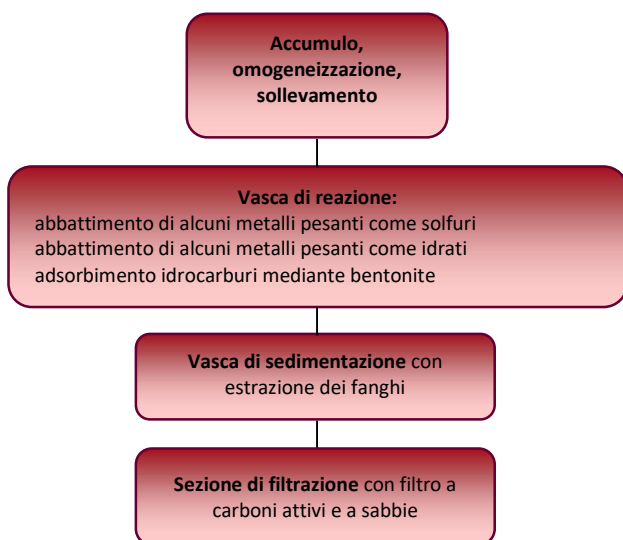 Accumulo,
omogeneizzazione,
sollevamento
Vasca di reazione:
abbattimento di alcuni metalli pesanti come solfuri
abbattimento di alcuni metalli pesanti come idrati
adsorbimento idrocarburi mediante bentonite
Vasca di sedimentazione con
estrazione dei fanghi
Sezione di filtrazione con filtro a
carboni attivi e a sabbie